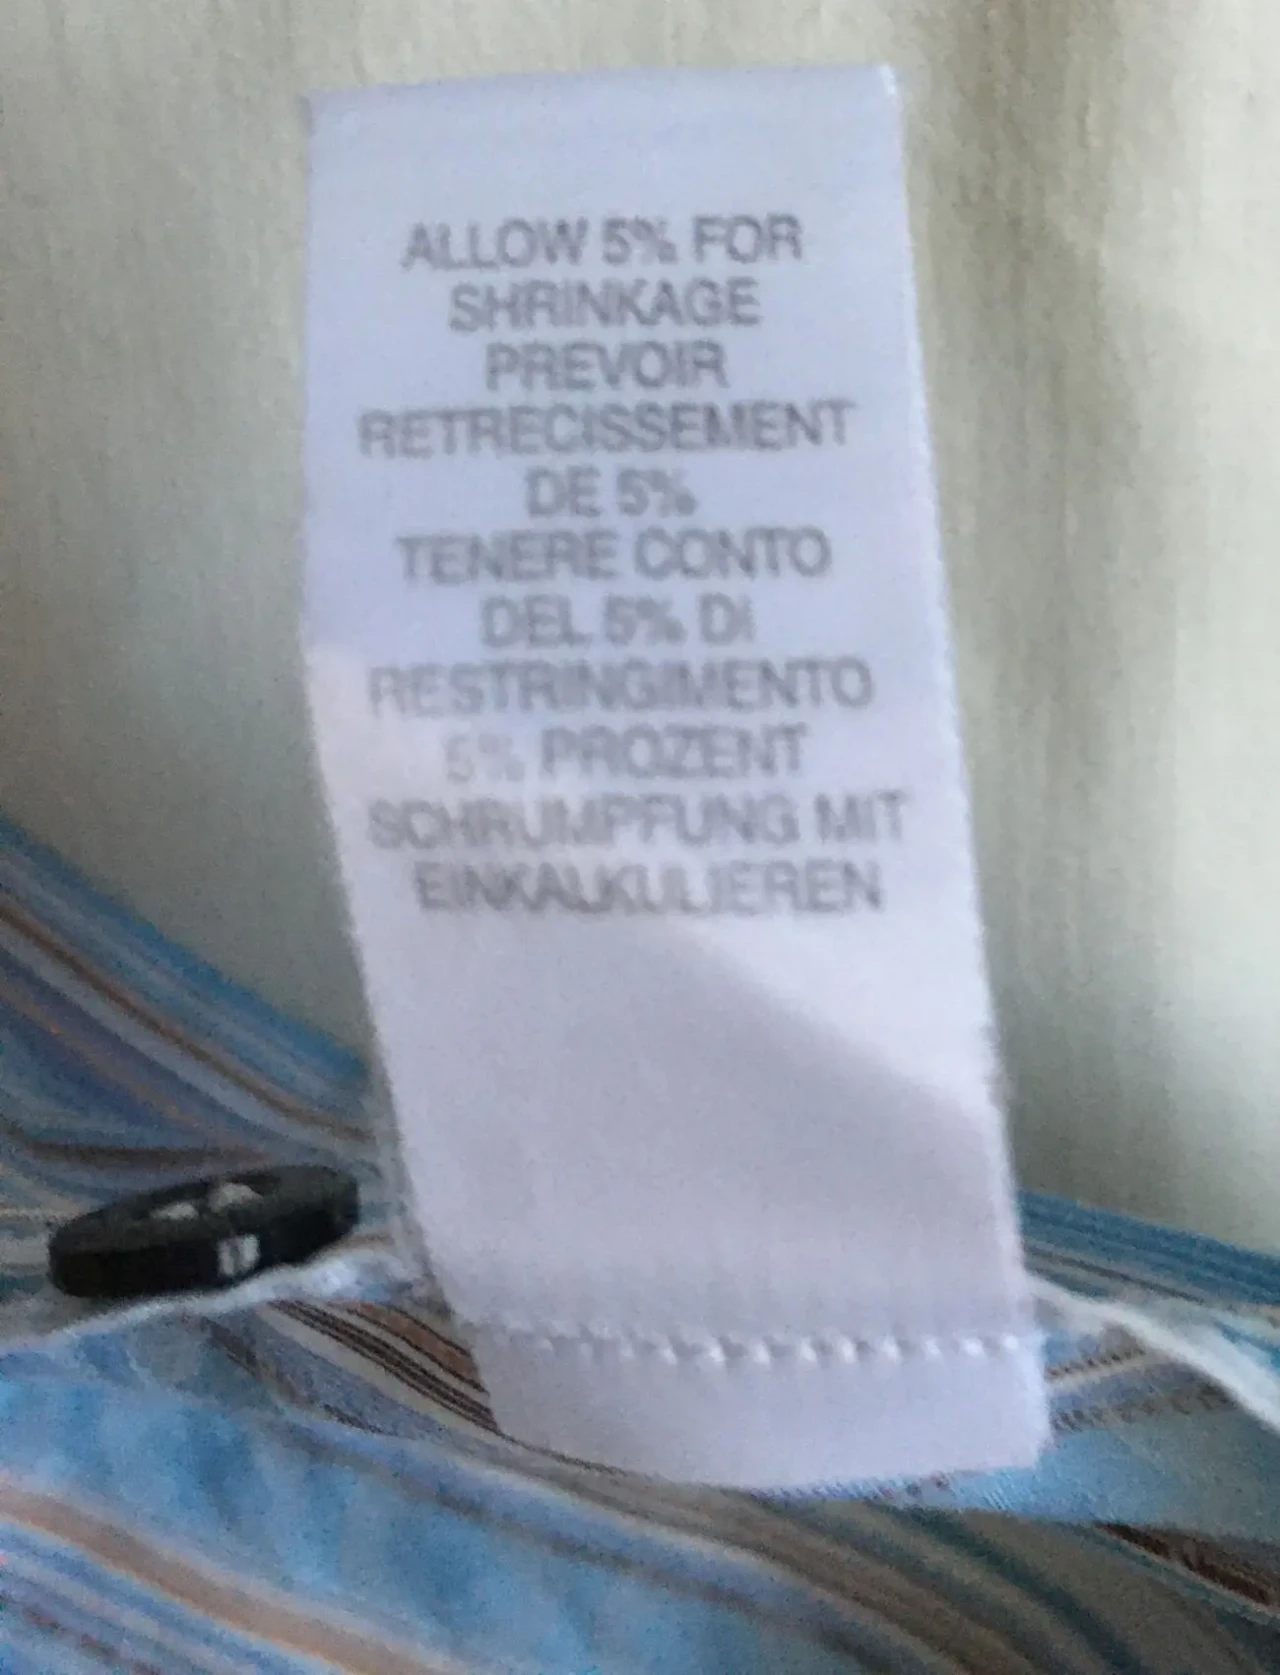 ALLOW 5% FOR
SHRINKAGE
PREVOIR
RETRECISSEMENT
DE 5%
TENERE CONTO
DEL 5% DI
RESTRINGIMENTO
5% PROZENT
SCHRUMPFUNG MIT
EINKALKULIEREN